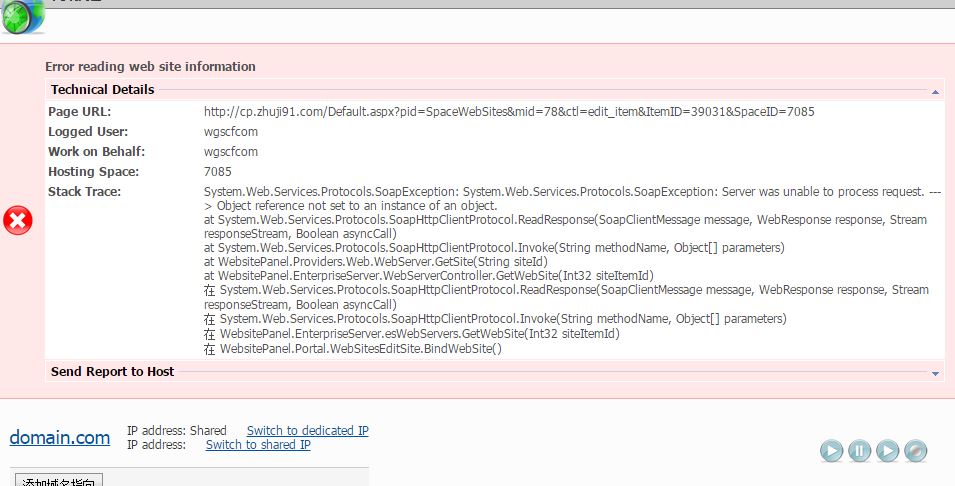 Error reading web site information
Technical Details
Page URL: http://cp.zhuji91.com/Default.aspx?pid=SpaceWebSites&mid=78&ctl=edit_item&ItemID=39031&SpaceID=7085
Logged User: wgscfcom
Work on Behalf: wgscfcom
Hosting Space: 7085
Stack Trace: System.Web.Services.Protocols.SoapException: System.Web.Services.Protocols.SoapException: Server was unable to process request. ---
> Object reference not set to an instance of an object.
at System.Web.Services.Protocols.SoapHttpClientProtocol.ReadResponse(SoapClientMessage message, WebResponse response, Stream
responseStream, Boolean asyncCall)
at System.Web.Services.Protocols.SoapHttpClientProtocol.Invoke(String methodName, Object[] parameters)
at WebsitePanel.Providers.Web.WebServer.GetSite(String siteId)
at WebsitePanel.EnterpriseServer.WebServerController.GetWebSite(Int32 siteItemId)
在 System.Web.Services.Protocols.SoapHttpClientProtocol.ReadResponse(SoapClientMessage message, WebResponse response, Stream
responseStream, Boolean asyncCall)
在 System.Web.Services.Protocols.SoapHttpClientProtocol.Invoke(String methodName, Object[] parameters)
在 WebsitePanel.EnterpriseServer.esWebServers.GetWebSite(Int32 siteItemId)
在 WebsitePanel.Portal.WebSitesEditSite.BindWebSite()
Send Report to Host
domain.com
IP address: Shared Switch to dedicated IP
IP address: Switch to shared IP
添加域名指向